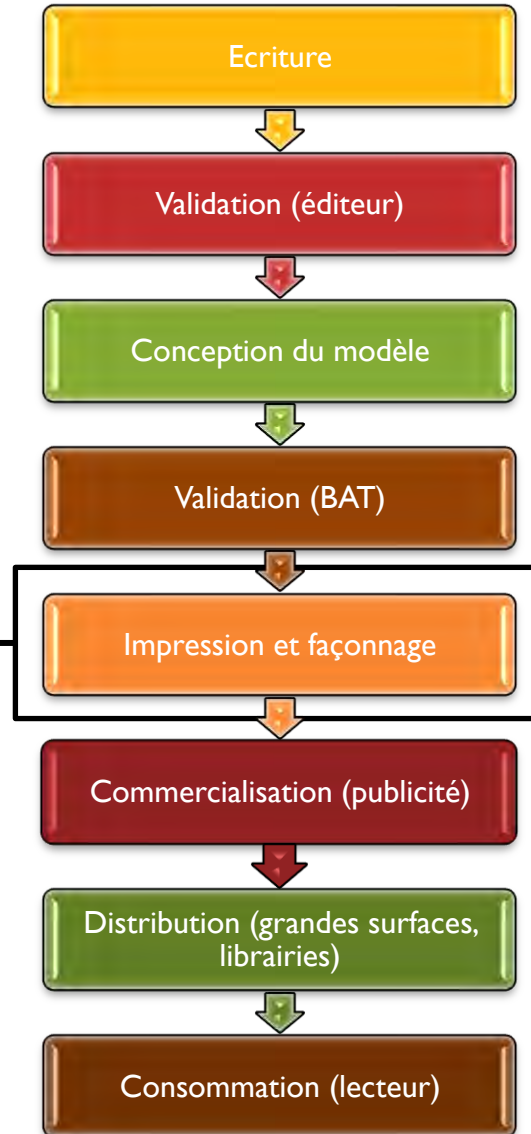 Ecriture
Validation (éditeur)
Conception du modèle
Validation (BAT)
Impression et façonnage
Commercialisation (publicité)
Distribution (grandes surfaces,
librairies)
Consommation (lecteur)